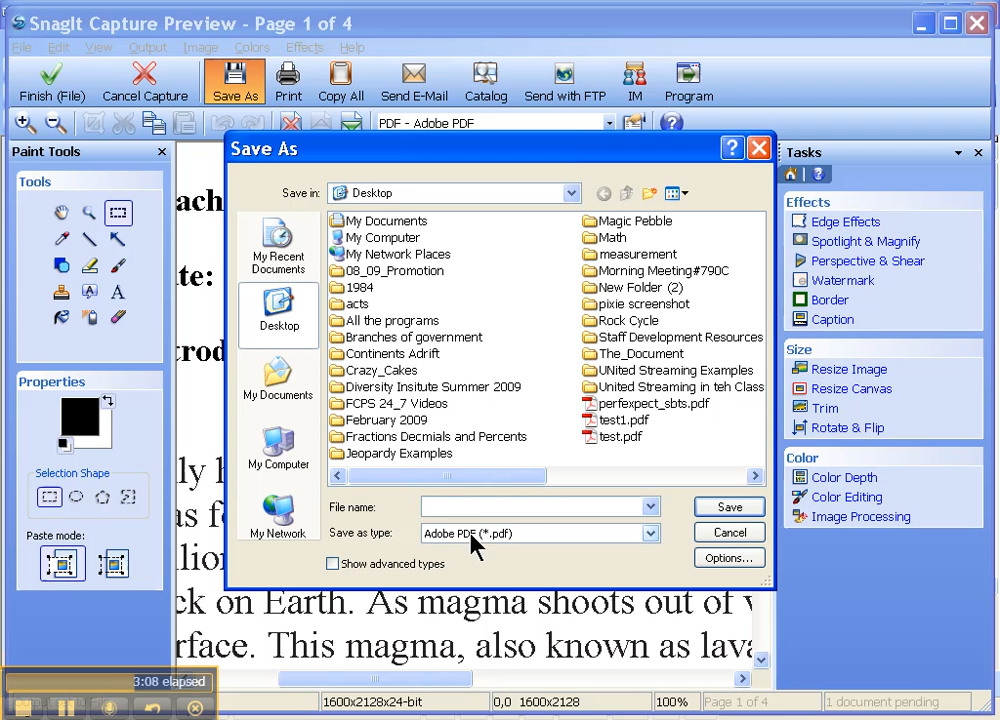 SnagIt Capture Preview - Page 1 of 4
File Edit View Output Image Colors Effects Help
Finish (File) Cancel Capture Save As Print Copy All Send E-Mail Catalog Send with FTP IM Program
PDF - Adobe PDF
Paint Tools
Tools
Properties
Selection Shape
Paste mode:
Save As
Save in: Desktop
My Recent Documents
Desktop
My Documents
My Computer
My Network
My Documents
My Computer
My Network Places
08_09_Promotion
1984
acts
All the programs
Branches of government
Continents Adrift
Crazy_Cakes
Diversity Insitute Summer 2009
FCPS 24_7 Videos
February 2009
Fractions Decmials and Percents
Jeopardy Examples
Magic Pebble
Math
measurement
Morning Meeting#790C
New Folder (2)
pixie screenshot
Rock Cycle
Staff Development Resources
The_Document
UNited Streaming Examples
United Streaming in teh Class
perfexpect_sbts.pdf
test1.pdf
test.pdf
File name:
Save
Save as type: Adobe PDF (*.pdf)
Cancel
Show advanced types
Options...
Tasks
Effects
Edge Effects
Spotlight & Magnify
Perspective & Shear
Watermark
Border
Caption
Size
Resize Image
Resize Canvas
Trim
Rotate & Flip
Color
Color Depth
Color Editing
Image Processing
ach
te:
trod
ly h
as fo
llion
ck on Earth. As magma shoots out of v
rface. This magma, also known as lava
3:08 elapsed
1600x2128x24-bit 0,0 1600x2128 100% Page 1 of 4 1 document pending